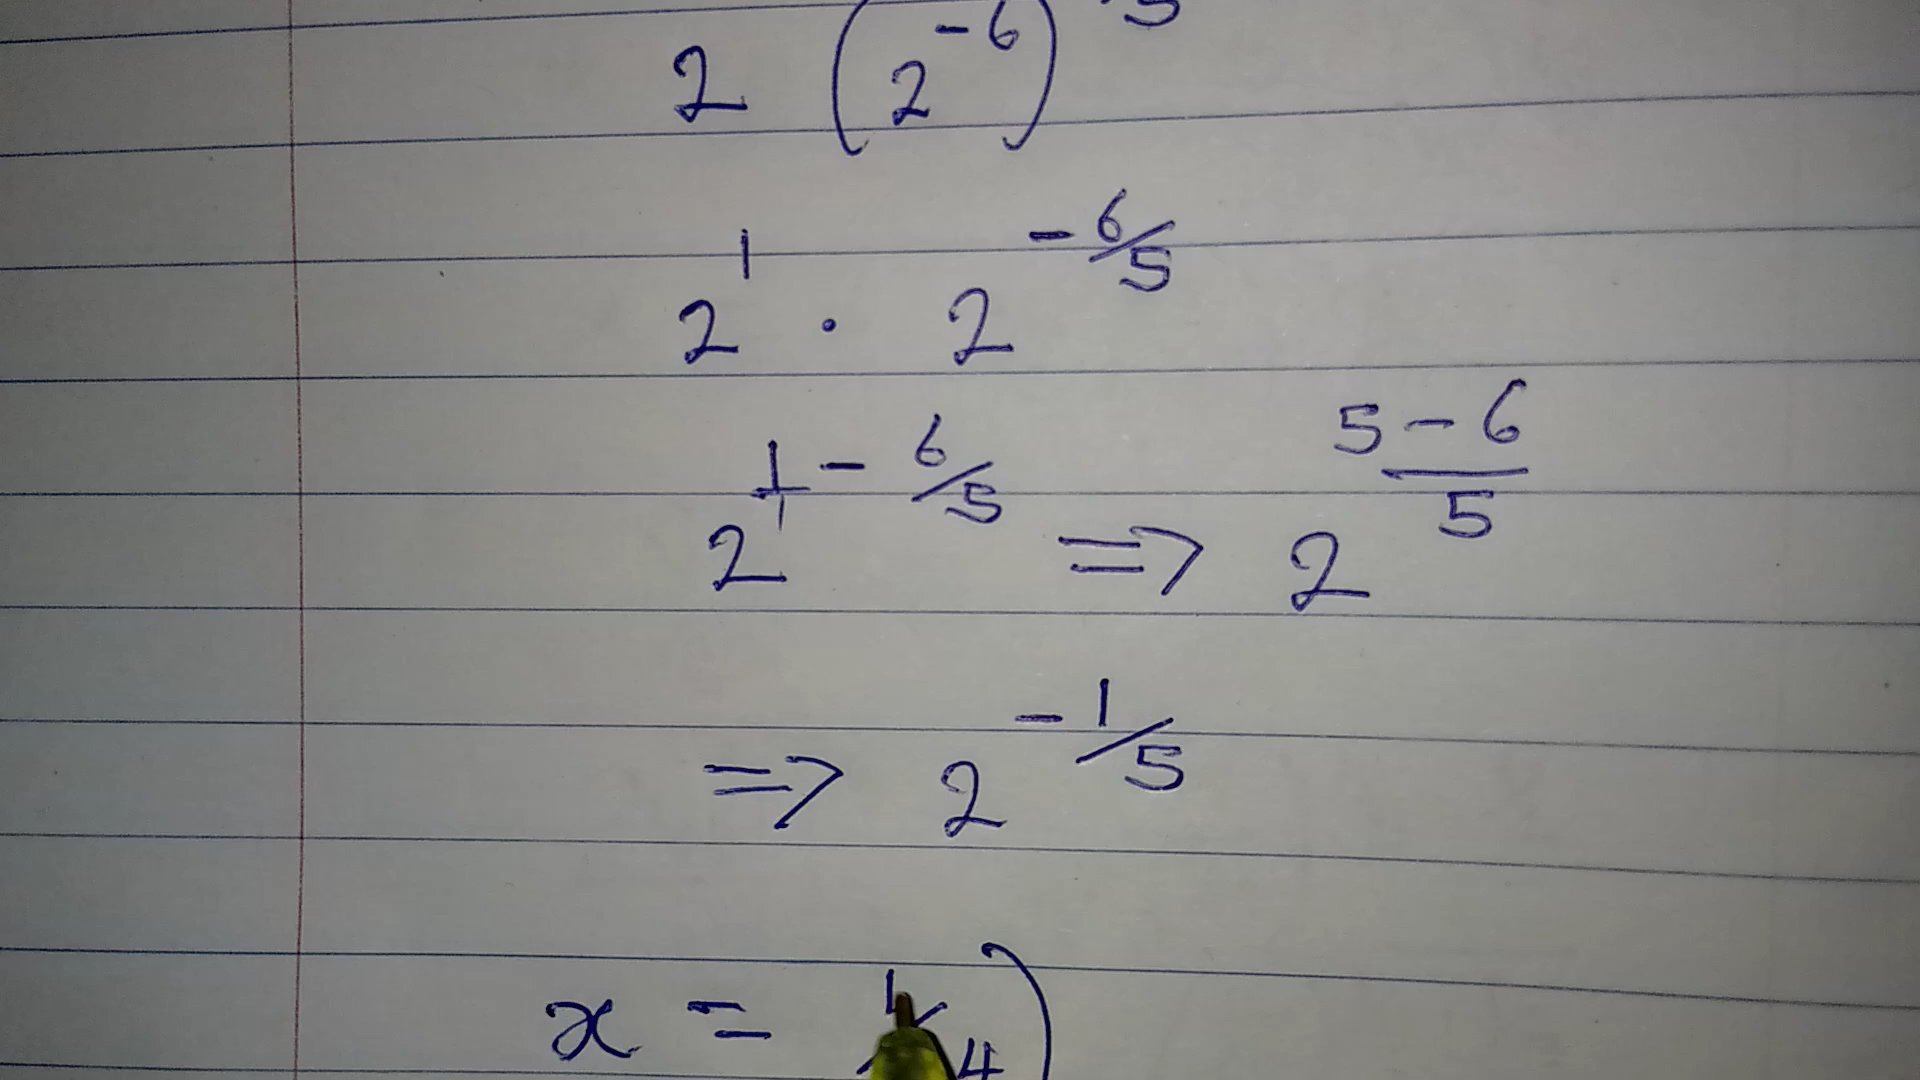 2 (2^-6)
2^1 · 2^-6/5
2^1/1 - 6/5 => 2^5-6/5
=> 2^-1/5
x = 1/4)